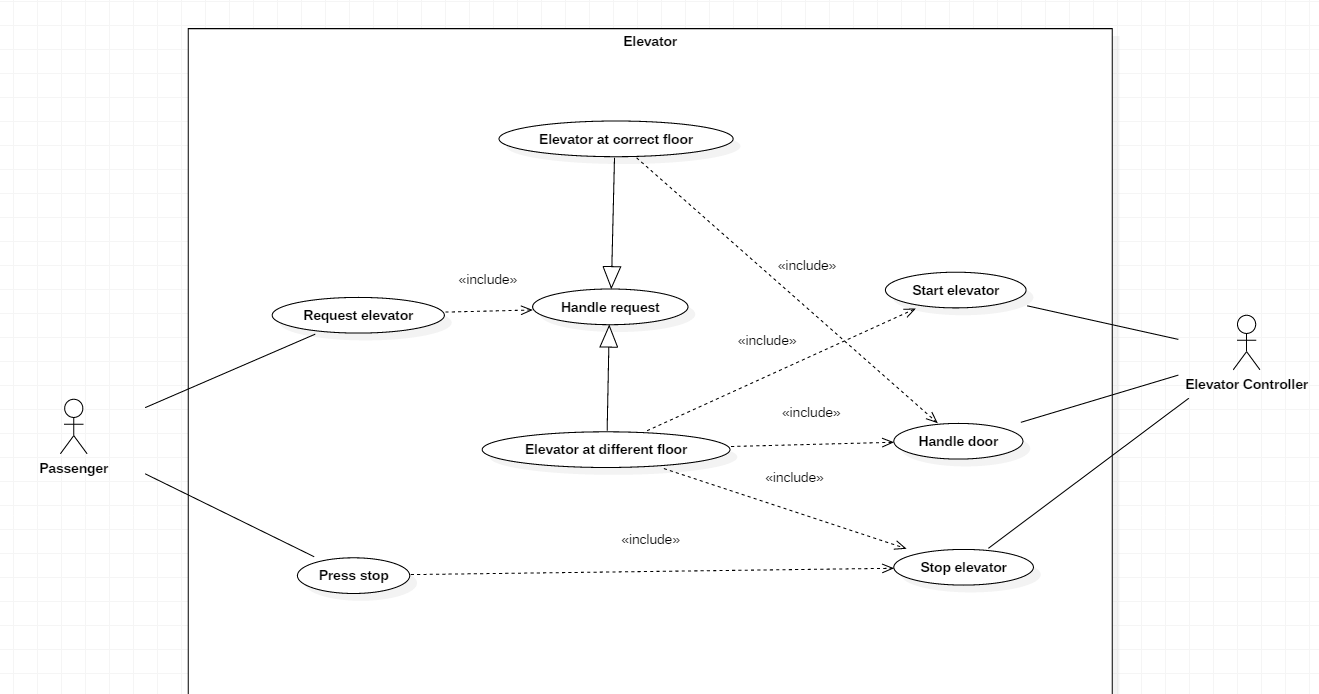 Elevator
Elevator at correct floor
«include»
«include»
Start elevator
Request elevator
Handle request
«include»
Elevator Controller
«include»
Handle door
Elevator at different floor
Passenger
«include»
«include»
Press stop
Stop elevator